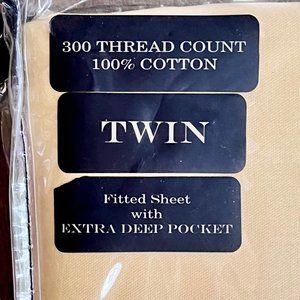 300 THREAD COUNT
100% COTTON
TWIN
Fitted Sheet
with
EXTRA DEEP POCKET